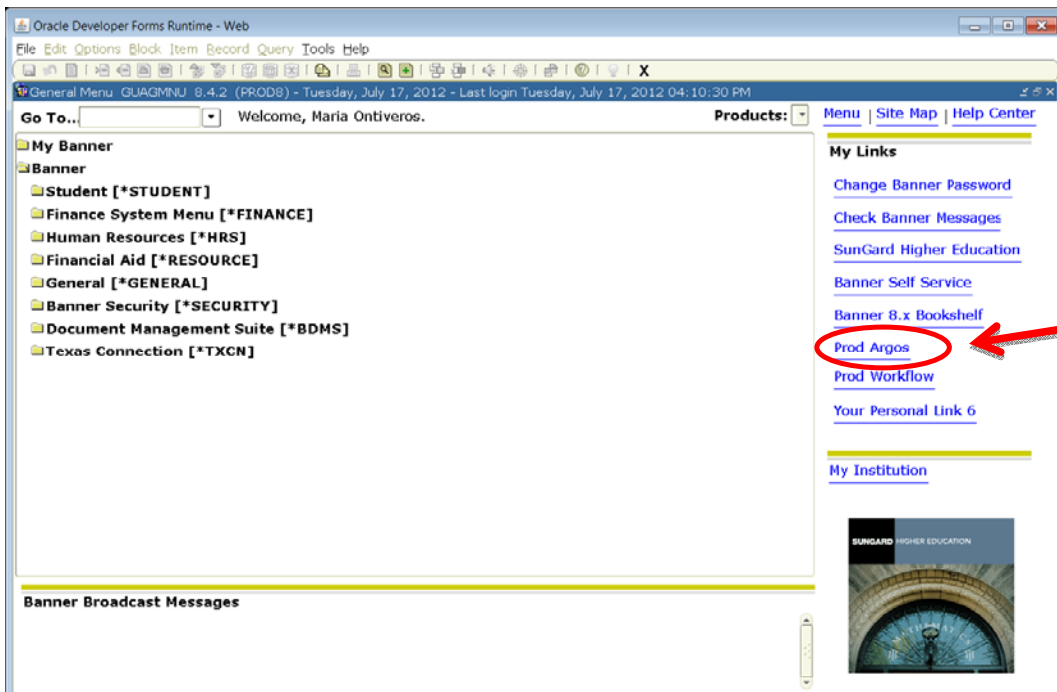 Oracle Developer Forms Runtime - Web
File Edit Options Block Item Record Query Tools Help
X
General Menu GUAGMNU 8.4.2 (PROD8) - Tuesday, July 17, 2012 - Last login Tuesday, July 17, 2012 04:10:30 PM
Go To... Welcome, Maria Ontiveros. Products: Menu | Site Map | Help Center
My Banner
Banner
Student [*STUDENT]
Finance System Menu [*FINANCE]
Human Resources [*HRS]
Financial Aid [*RESOURCE]
General [*GENERAL]
Banner Security [*SECURITY]
Document Management Suite [*BDMS]
Texas Connection [*TXCN]
My Links
Change Banner Password
Check Banner Messages
SunGard Higher Education
Banner Self Service
Banner 8.x Bookshelf
Prod Argos
Prod Workflow
Your Personal Link 6
My Institution
SUNGARD HIGHER EDUCATION
Banner Broadcast Messages